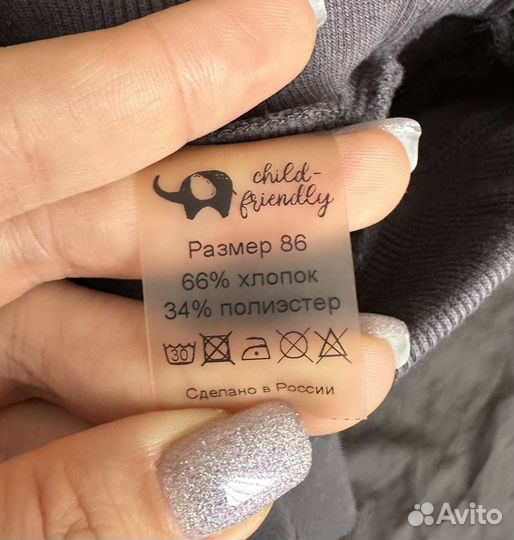 child-
friendly
Размер 86
66% хлопок
34% полиэстер
30
Сделано в России
Avito